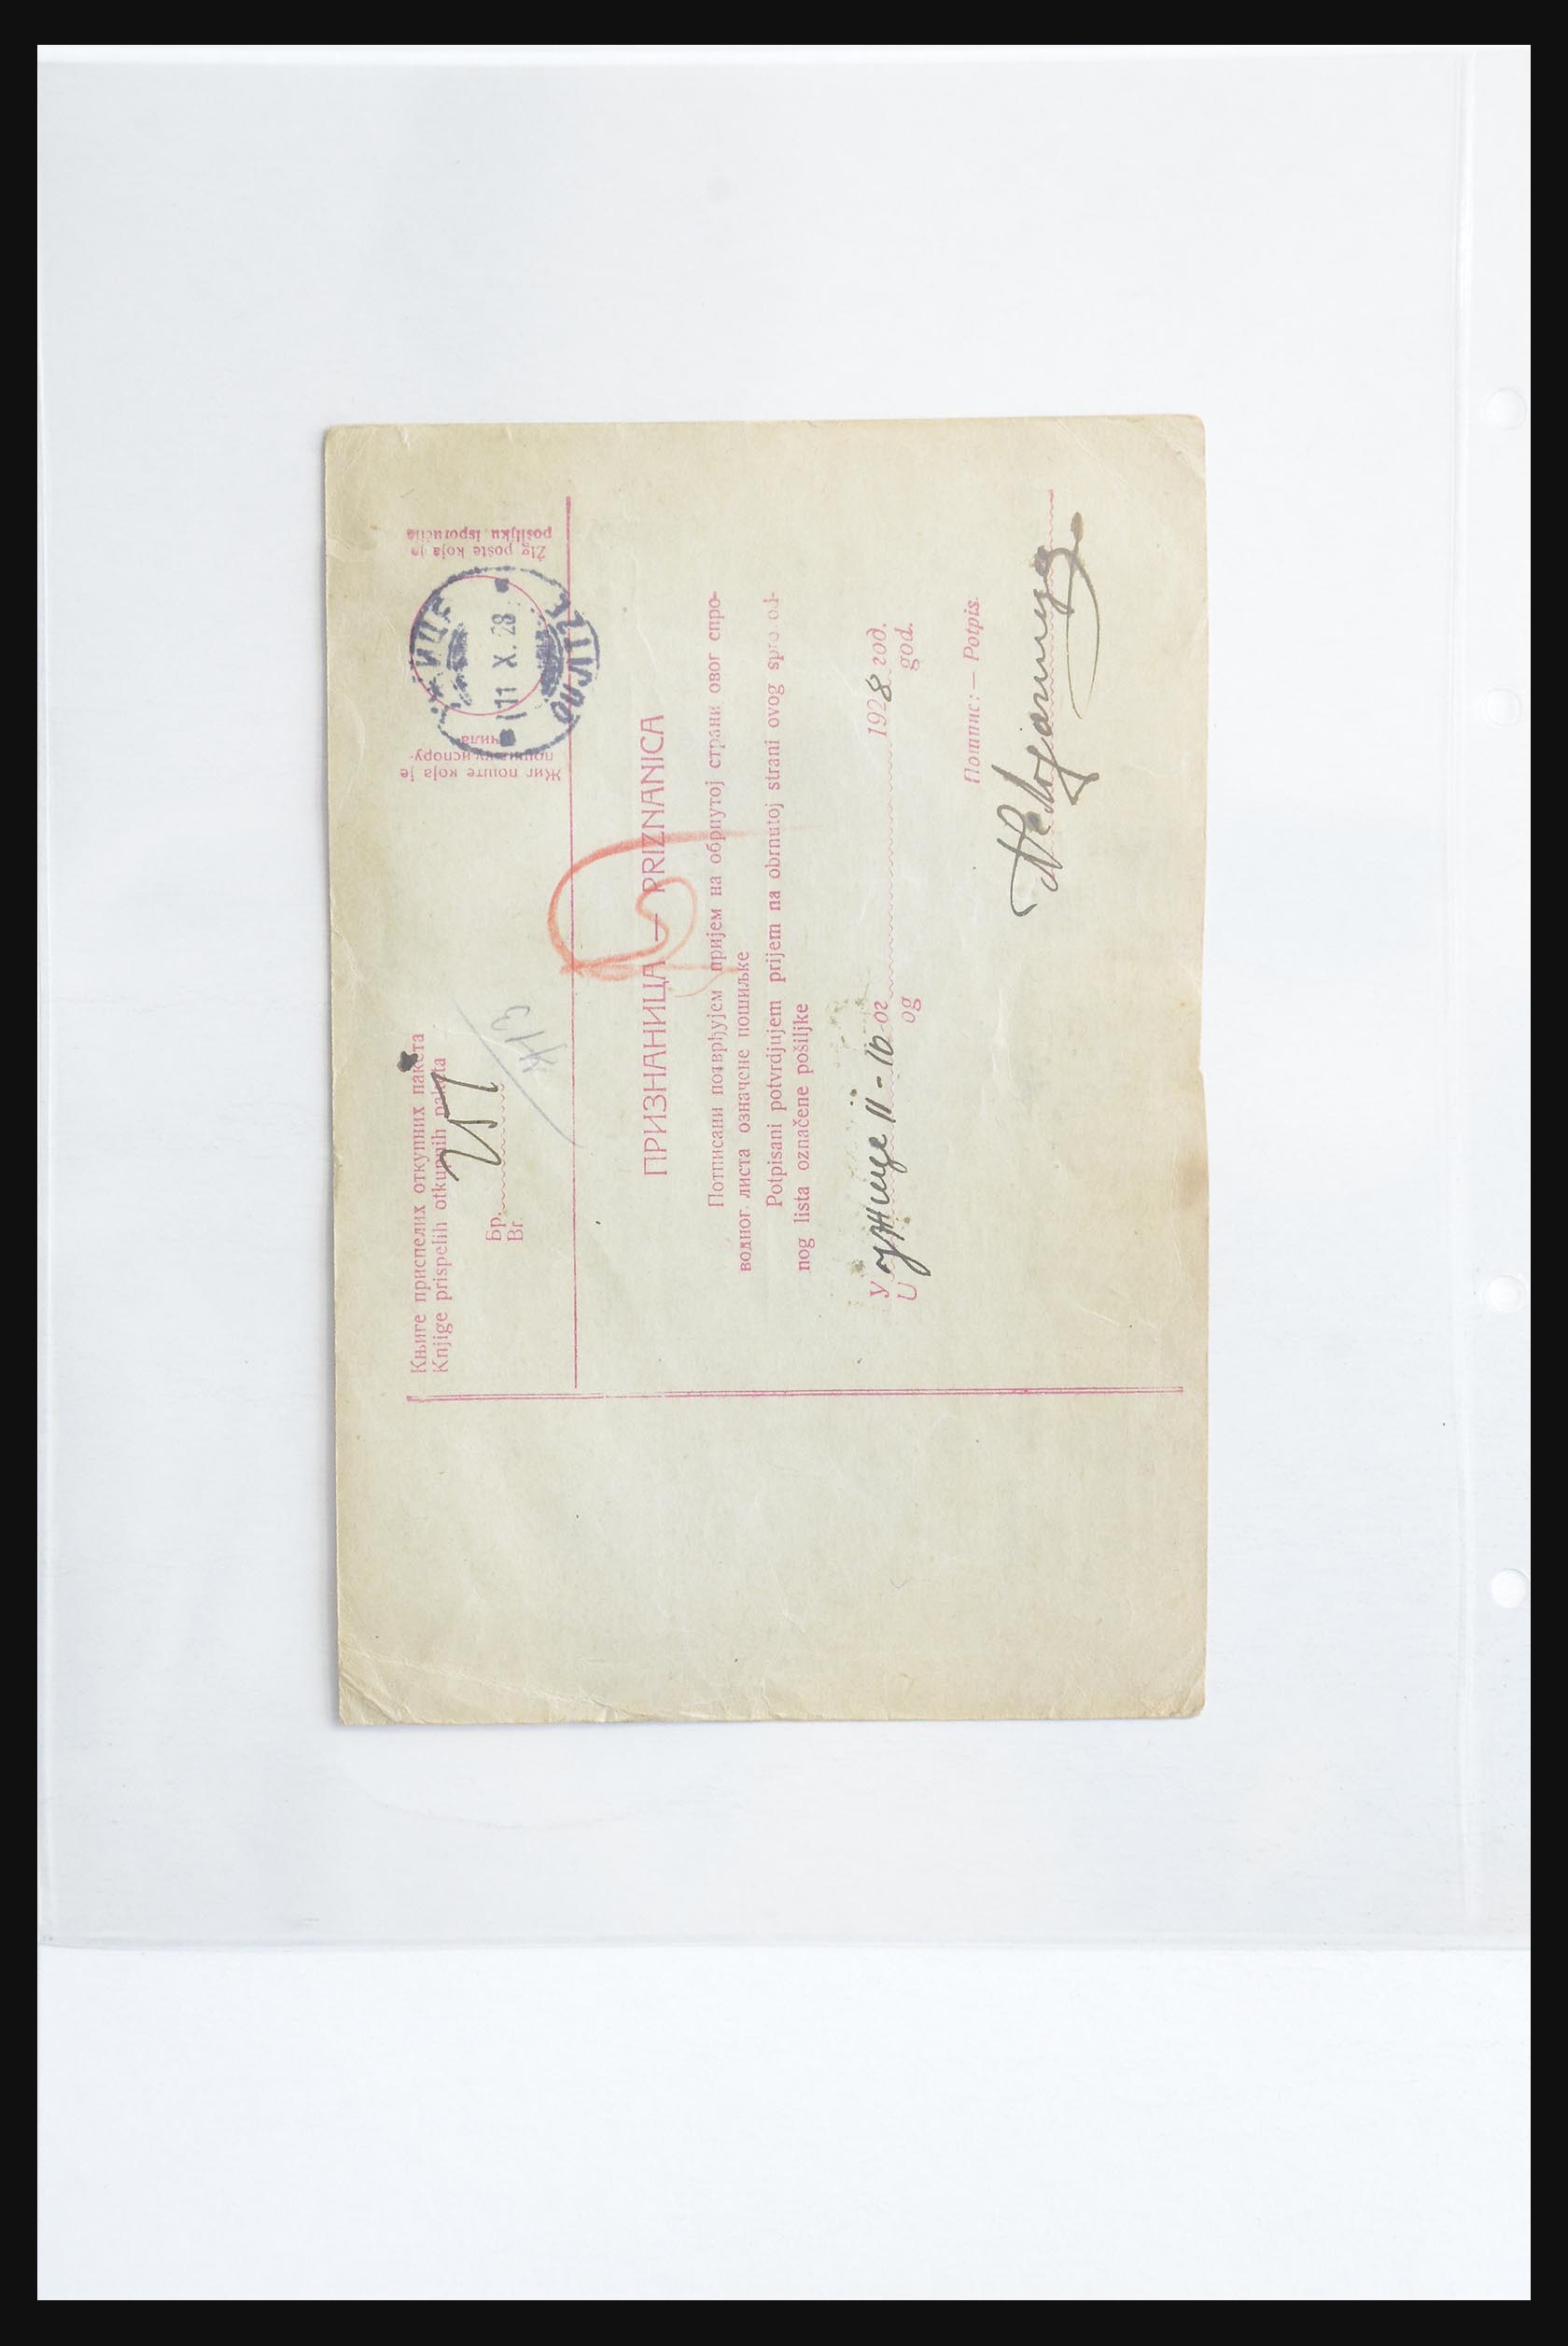 Књиге приспелих откупних пакета
Knjige prispelih otkupnih paketa
Бр.
Br.
Жиг поште која је
пошиљку испору-
чила
Žig pošte koja je
pošiljku isporučila
11 X. 28
ПРИЗНАНИЦА — PRIZNANICA
Потписани потврђујем пријем на обрнутој страни овог спро-
водног листа означене пошиљке
Potpisani potvrdjujem prijem na obrnutoj strani ovog sprovod-
nog lista označene pošiljke
У Ужице 11-10 ог 1928 год.
U og god.
Потпис: — Potpis.